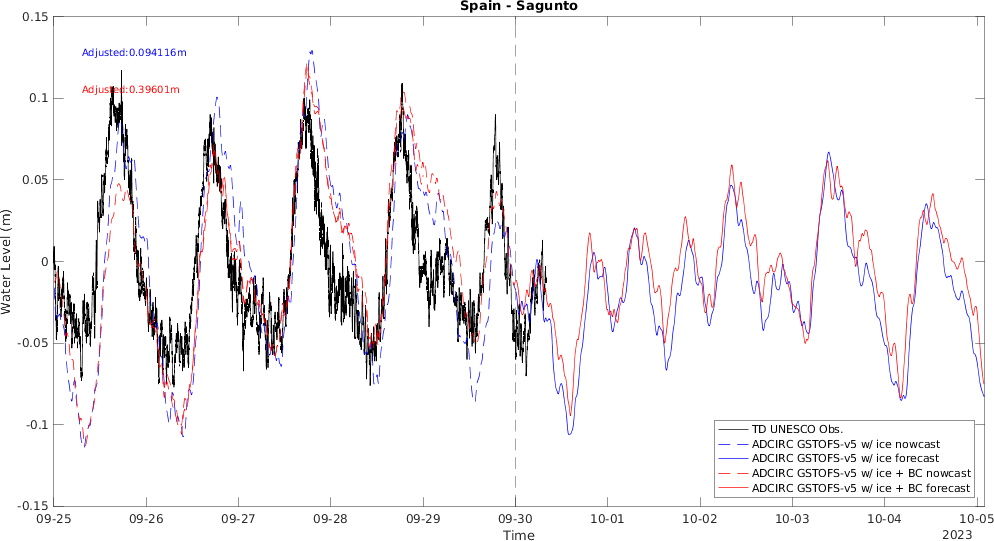 Spain - Sagunto
0.15
0.1
0.05
0
-0.05
-0.1
-0.15
Water Level (m)
Adjusted:0.094116m
Adjusted:0.39601m
TD UNESCO Obs.
ADCIRC GSTOFS-v5 w/ ice nowcast
ADCIRC GSTOFS-v5 w/ ice forecast
ADCIRC GSTOFS-v5 w/ ice + BC nowcast
ADCIRC GSTOFS-v5 w/ ice + BC forecast
09-25 09-26 09-27 09-28 09-29 09-30 10-01 10-02 10-03 10-04 10-05
Time
2023